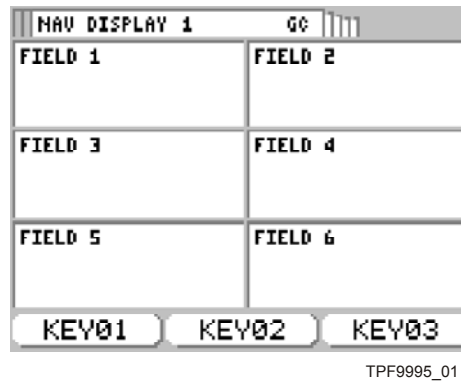 NAV DISPLAY 1 GC
FIELD 1 FIELD 2
FIELD 3 FIELD 4
FIELD 5 FIELD 6
KEY01 KEY02 KEY03
TPF9995_01